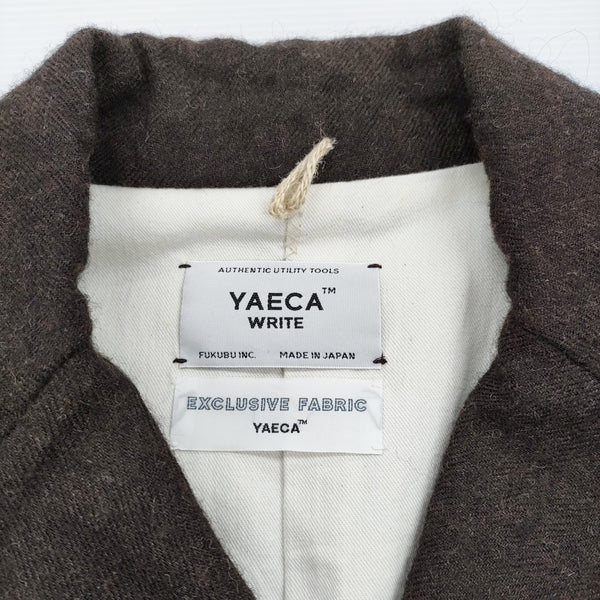 AUTHENTIC UTILITY TOOLS
YAECA™
WRITE
FUKUBU INC. MADE IN JAPAN
EXCLUSIVE FABRIC
YAECA™